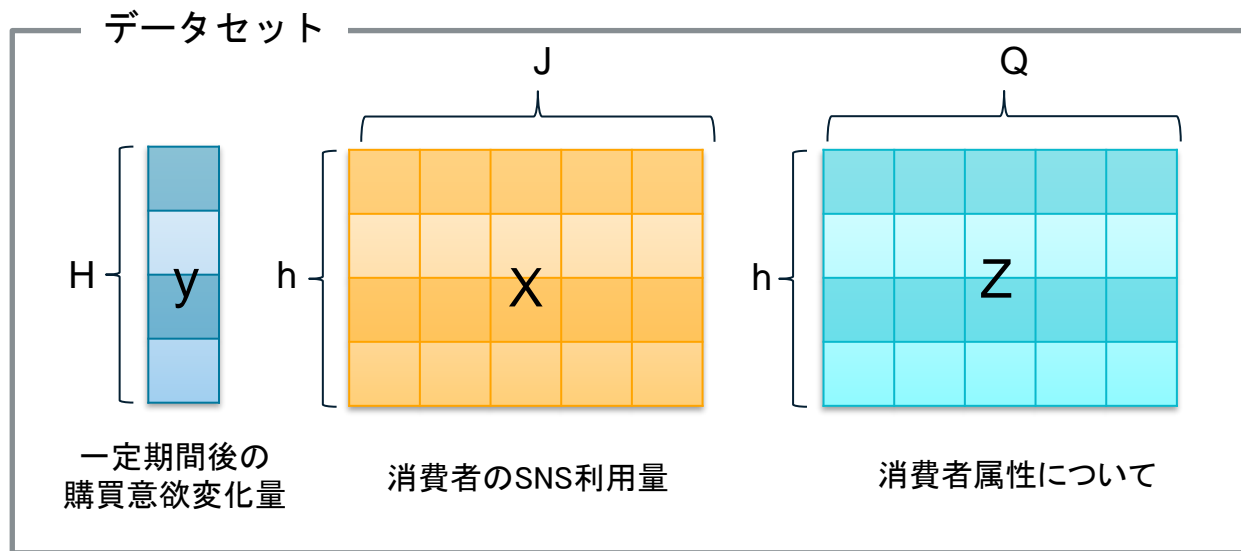 データセット
J
Q
H
y
h
X
h
Z
一定期間後の
購買意欲変化量
消費者のSNS利用量
消費者属性について